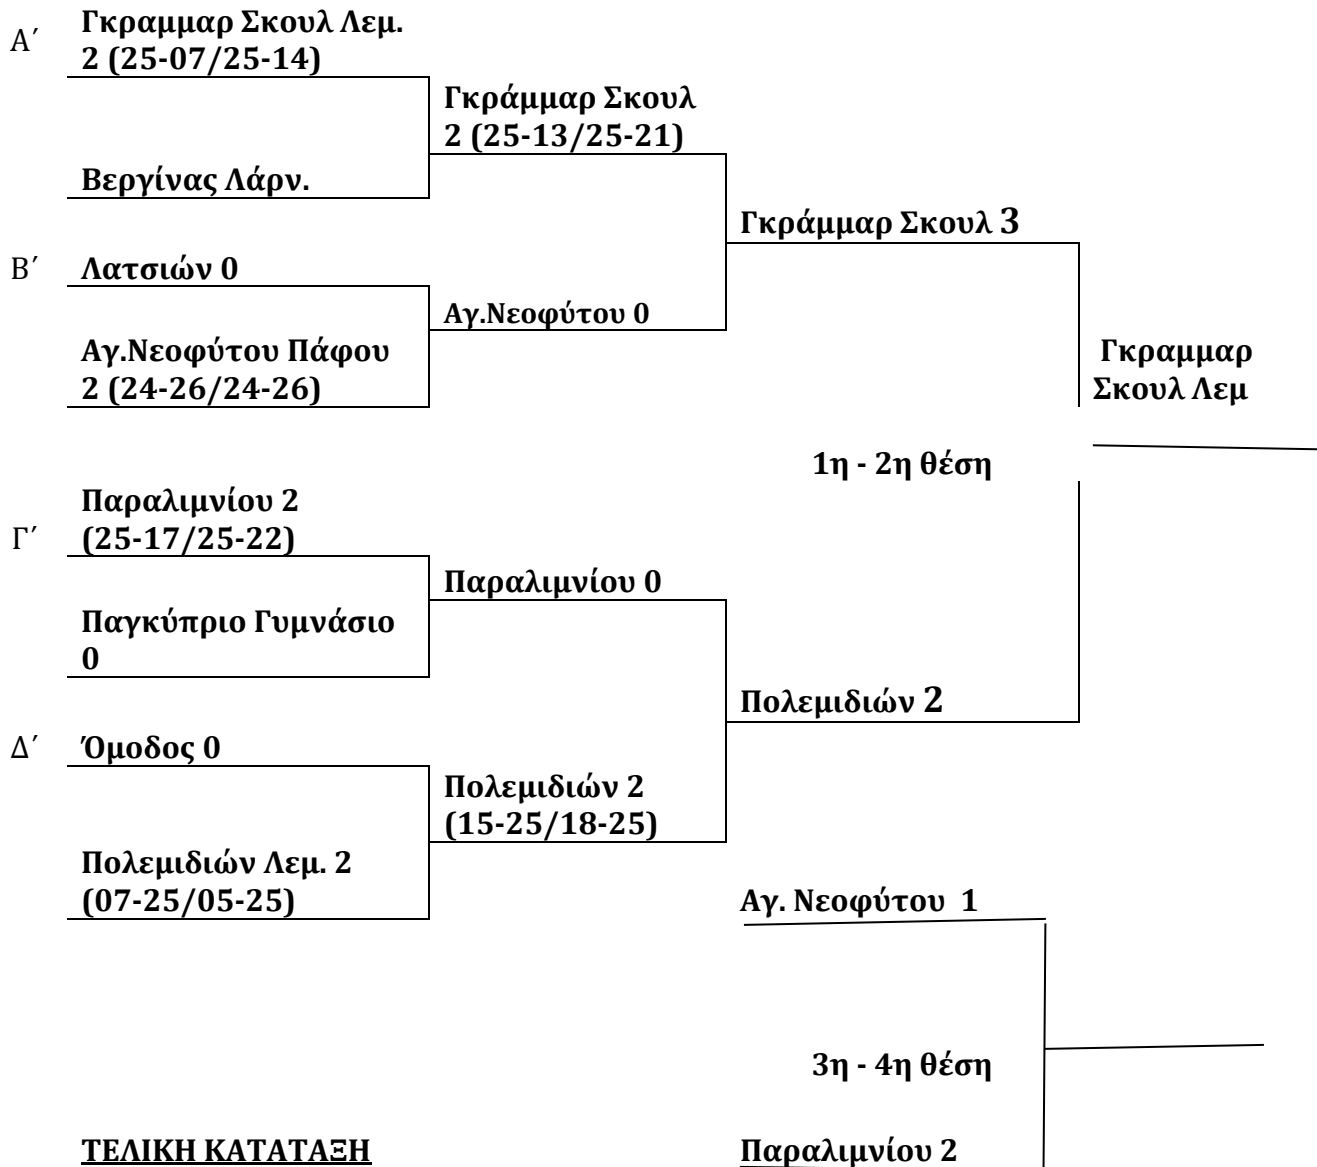 Α΄
Γκραμμαρ Σκουλ Λεμ.
2 (25-07/25-14)
Γκράμμαρ Σκουλ
2 (25-13/25-21)
Βεργίνας Λάρν.
Γκράμμαρ Σκουλ 3
Β΄
Λατσιών 0
Αγ.Νεοφύτου 0
Αγ.Νεοφύτου Πάφου
2 (24-26/24-26)
Γκραμμαρ
Σκουλ Λεμ
1η - 2η θέση
Γ΄
Παραλιμνίου 2
(25-17/25-22)
Παραλιμνίου 0
Παγκύπριο Γυμνάσιο
0
Πολεμιδιών 2
Δ΄
Όμοδος 0
Πολεμιδιών 2
(15-25/18-25)
Πολεμιδιών Λεμ. 2
(07-25/05-25)
Αγ. Νεοφύτου 1
3η - 4η θέση
ΤΕΛΙΚΗ ΚΑΤΑΤΑΞΗ
Παραλιμνίου 2